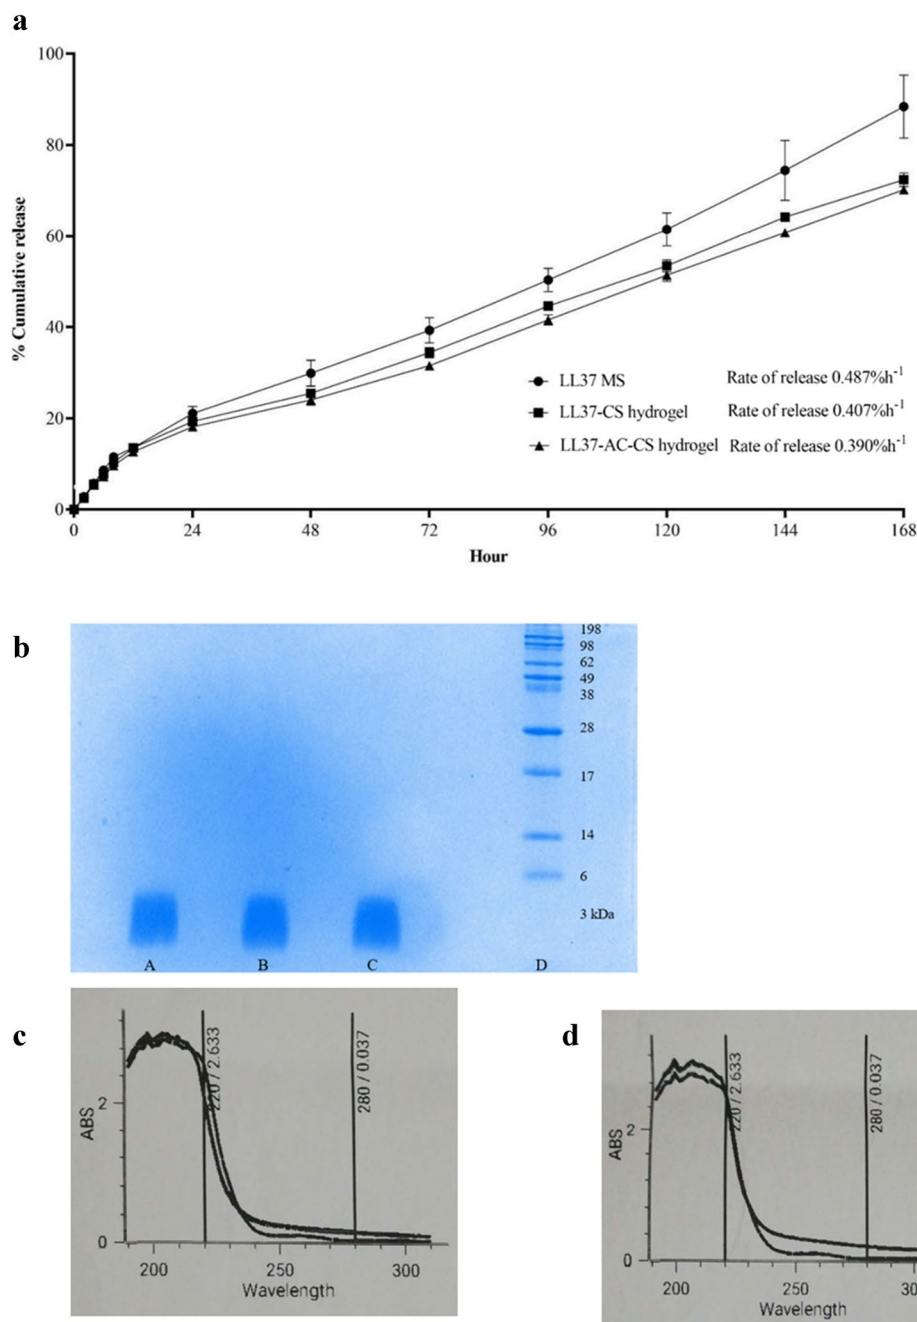 a
100
80
60
40
20
0
% Cumulative release
0 24 48 72 96 120 144 168
Hour
LL37 MS Rate of release 0.487%h⁻¹
LL37-CS hydrogel Rate of release 0.407%h⁻¹
LL37-AC-CS hydrogel Rate of release 0.390%h⁻¹
b
198
98
62
49
38
28
17
14
6
3 kDa
A B C D
c
ABS
2
0
220 / 2.633
280 / 0.037
200 250 300
Wavelength
d
ABS
2
0
220 / 2.633
280 / 0.037
200 250
Wavelength